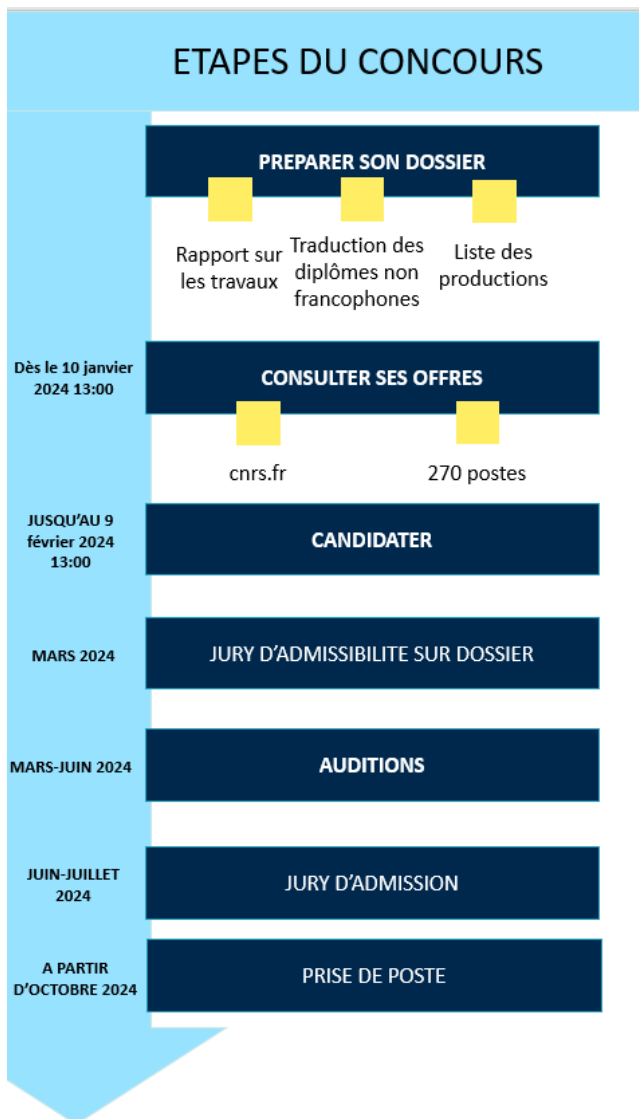 ETAPES DU CONCOURS
PREPARER SON DOSSIER
Rapport sur
les travaux
Traduction des
diplômes non
francophones
Liste des
productions
Dès le 10 janvier
2024 13:00
CONSULTER SES OFFRES
cnrs.fr
270 postes
JUSQU'AU 9
février 2024
13:00
CANDIDATER
MARS 2024
JURY D'ADMISSIBILITE SUR DOSSIER
MARS-JUIN 2024
AUDITIONS
JUIN-JUILLET
2024
JURY D'ADMISSION
A PARTIR
D'OCTOBRE 2024
PRISE DE POSTE